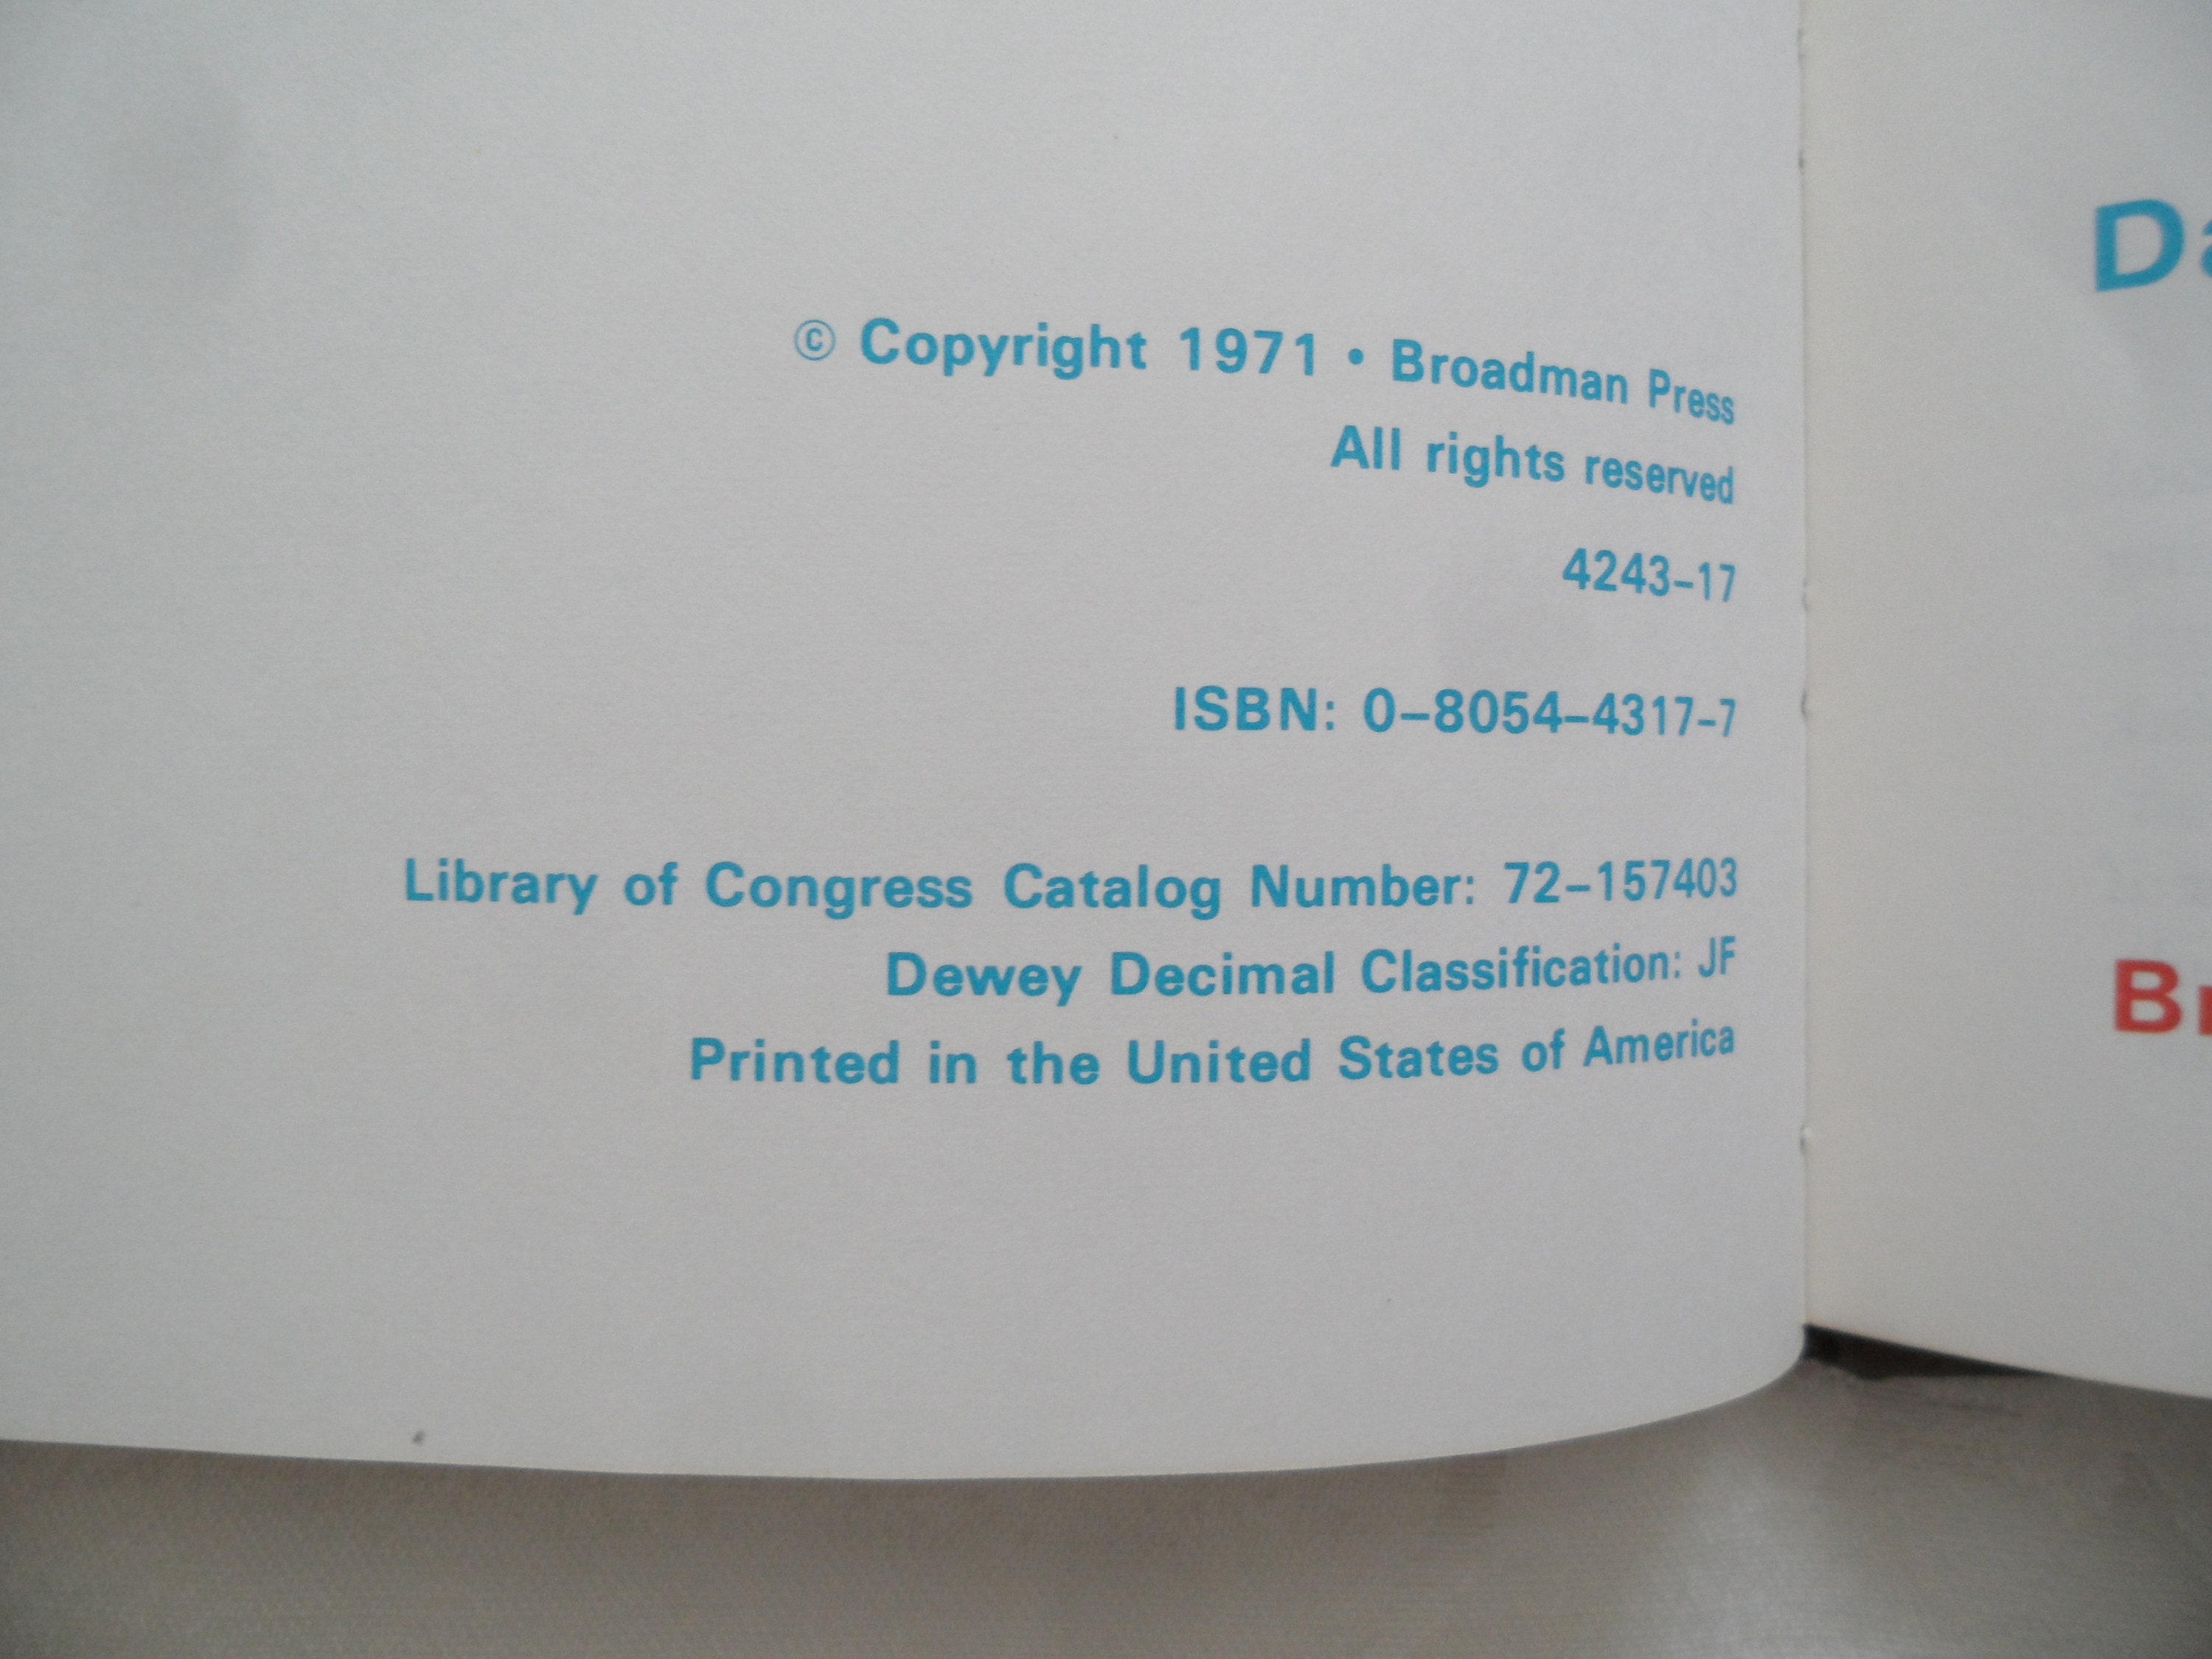 © Copyright 1971 • Broadman Press
All rights reserved
4243–17
ISBN: 0–8054–4317–7
Library of Congress Catalog Number: 72–157403
Dewey Decimal Classification: JF
Printed in the United States of America